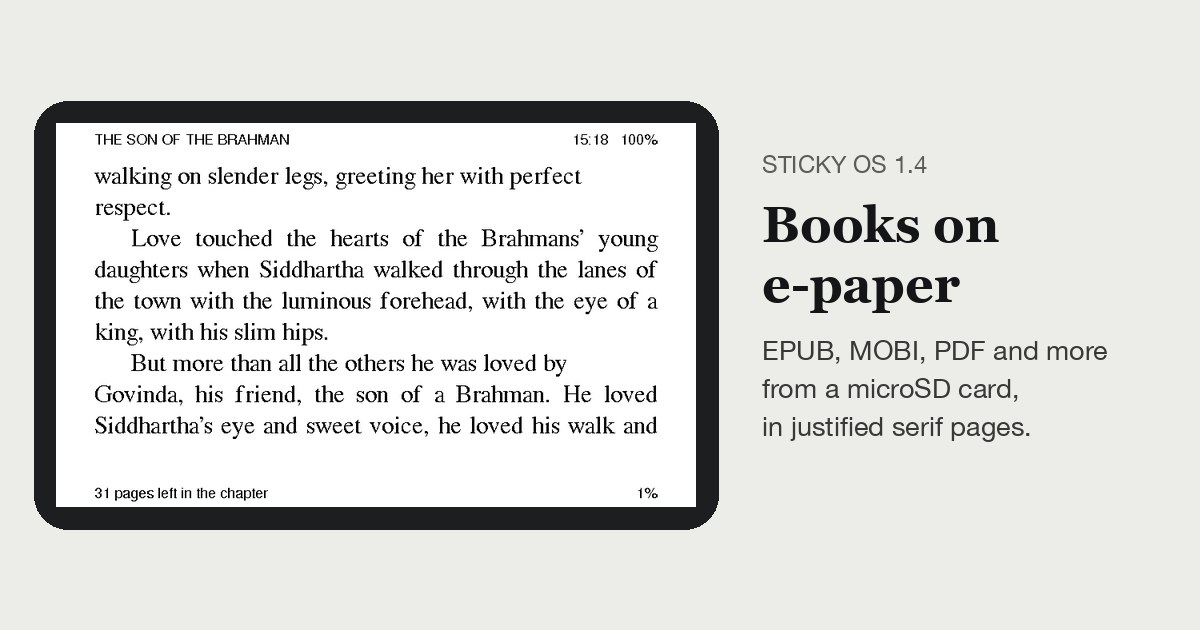 THE SON OF THE BRAHMAN
15:18 100%
walking on slender legs, greeting her with perfect
respect.
Love touched the hearts of the Brahmans’ young
daughters when Siddhartha walked through the lanes of
the town with the luminous forehead, with the eye of a
king, with his slim hips.
But more than all the others he was loved by
Govinda, his friend, the son of a Brahman. He loved
Siddhartha’s eye and sweet voice, he loved his walk and
31 pages left in the chapter
1%
STICKY OS 1.4
Books on
e-paper
EPUB, MOBI, PDF and more
from a microSD card,
in justified serif pages.